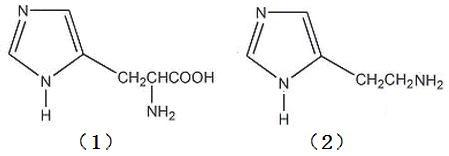 N N
N CH₂CHCOOH N CH₂CH₂NH₂
H NH₂ H
（1） （2）